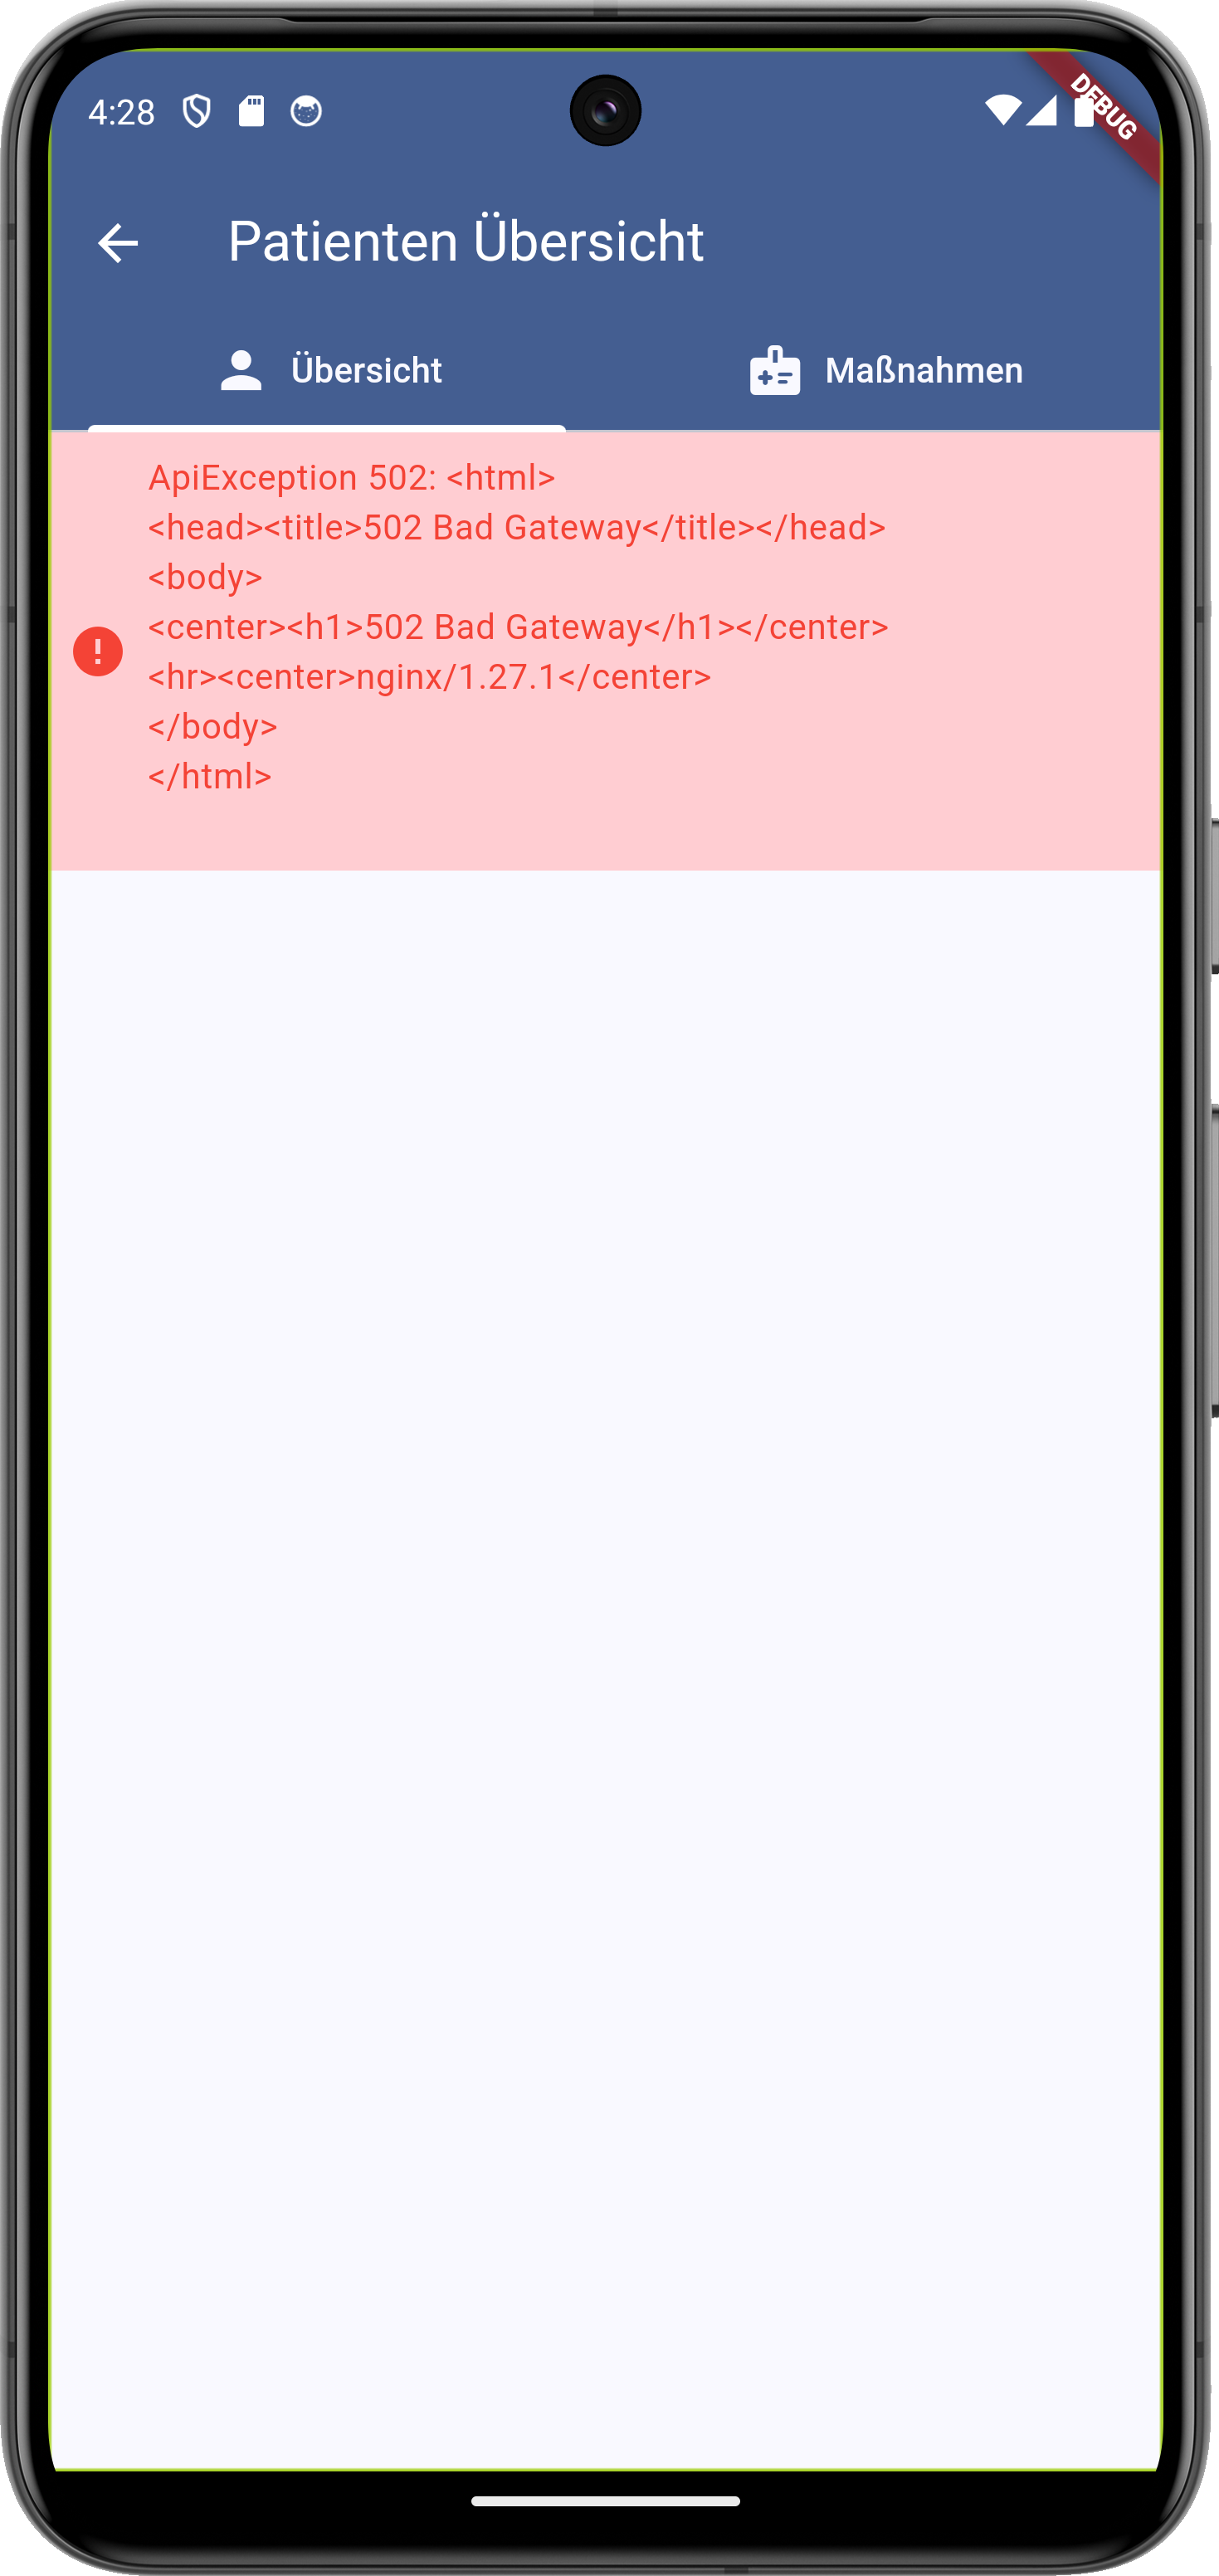 4:28
DEBUG
Patienten Übersicht
Übersicht
Maßnahmen
ApiException 502: <html>
<head><title>502 Bad Gateway</title></head>
<body>
<center><h1>502 Bad Gateway</h1></center>
<hr><center>nginx/1.27.1</center>
</body>
</html>